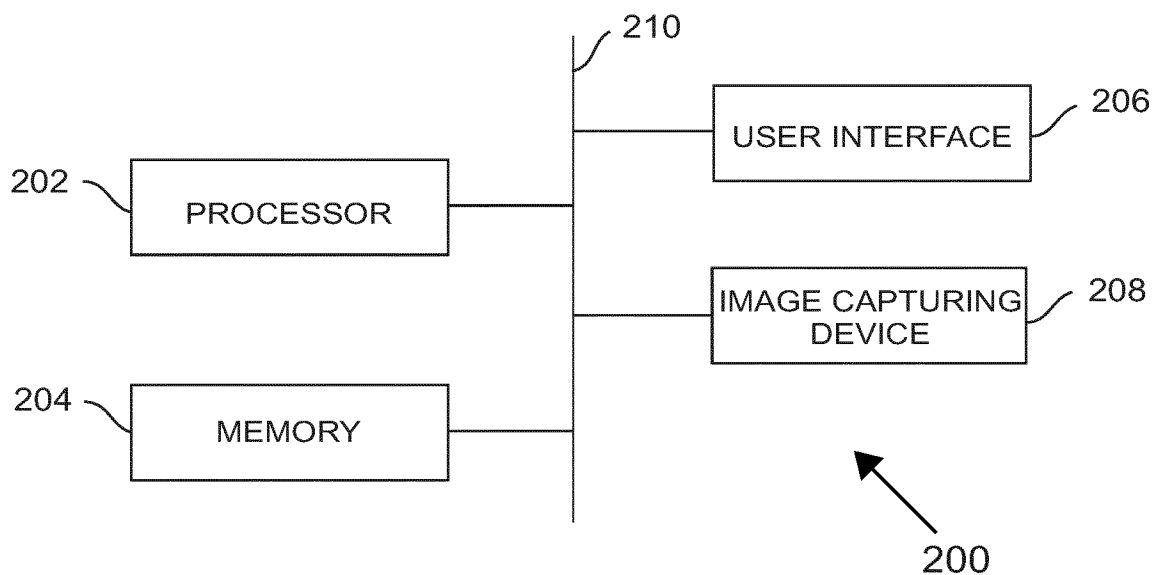 210
USER INTERFACE
206
202
PROCESSOR
IMAGE CAPTURING
DEVICE
208
204
MEMORY
200